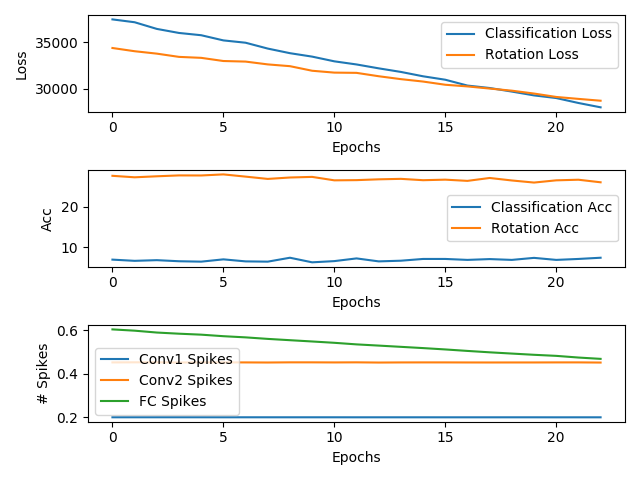 35000
30000
Loss
Classification Loss
Rotation Loss
0 5 10 15 20
Epochs
20
10
Acc
Classification Acc
Rotation Acc
0 5 10 15 20
Epochs
0.6
0.4
0.2
# Spikes
Conv1 Spikes
Conv2 Spikes
FC Spikes
0 5 10 15 20
Epochs